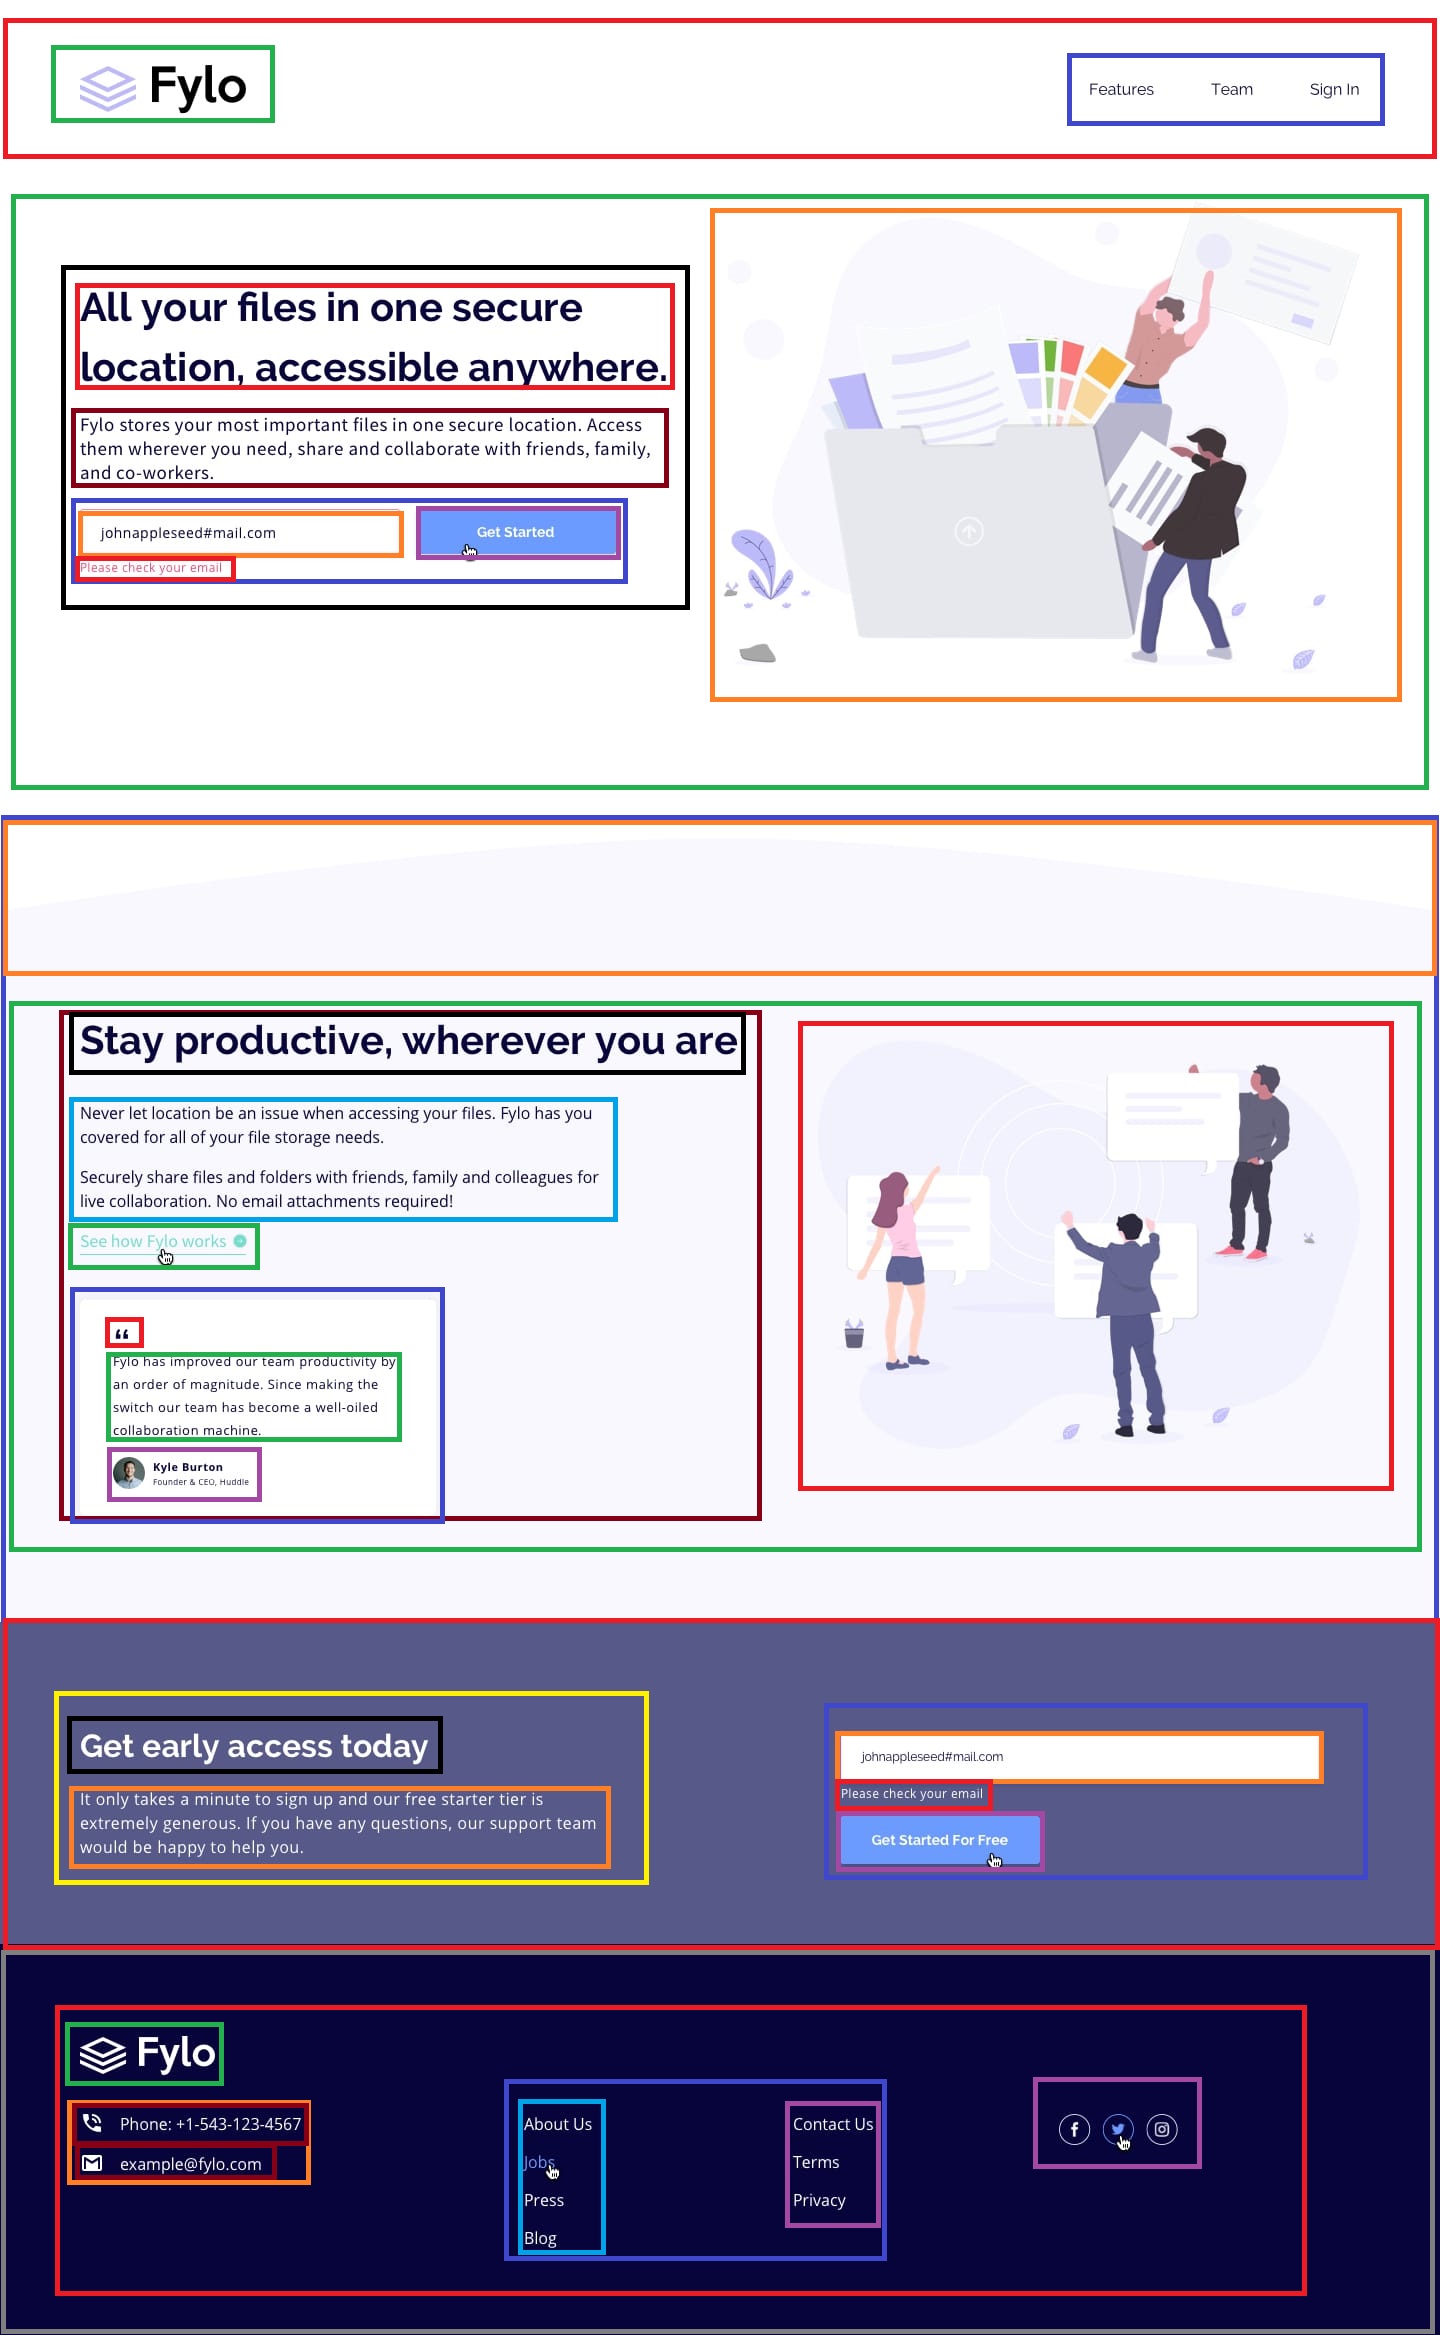 Fylo
Features Team Sign In
All your files in one secure
location, accessible anywhere.
Fylo stores your most important files in one secure location. Access
them wherever you need, share and collaborate with friends, family,
and co-workers.
johnappleseed#mail.com
Get Started
Please check your email
Stay productive, wherever you are
Never let location be an issue when accessing your files. Fylo has you
covered for all of your file storage needs.
Securely share files and folders with friends, family and colleagues for
live collaboration. No email attachments required!
See how Fylo works
“
Fylo has improved our team productivity by
an order of magnitude. Since making the
switch our team has become a well-oiled
collaboration machine.
Kyle Burton
Founder & CEO, Huddle
Get early access today
It only takes a minute to sign up and our free starter tier is
extremely generous. If you have any questions, our support team
would be happy to help you.
johnappleseed#mail.com
Please check your email
Get Started For Free
Fylo
Phone: +1-543-123-4567
example@fylo.com
About Us
Jobs
Press
Blog
Contact Us
Terms
Privacy